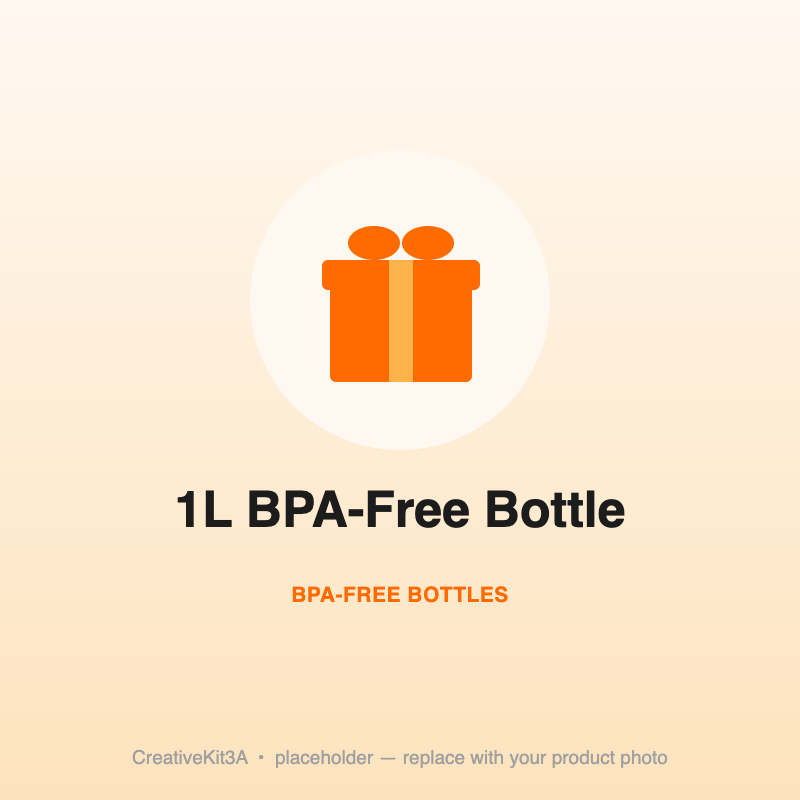 1L BPA-Free Bottle
BPA-FREE BOTTLES
CreativeKit3A • placeholder — replace with your product photo